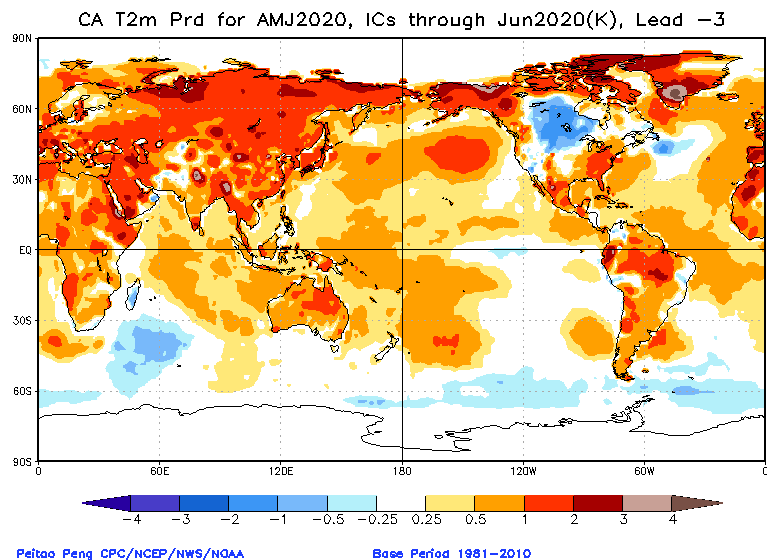 CA T2m Prd for AMJ2020, ICs through Jun2020(K), Lead −3
90N
60N
30N
EQ
30S
60S
90S
0 60E 120E 180 120W 60W 0
−4 −3 −2 −1 −0.5 −0.25 0.25 0.5 1 2 3 4
Peitao Peng CPC/NCEP/NWS/NOAA Base Period 1981−2010